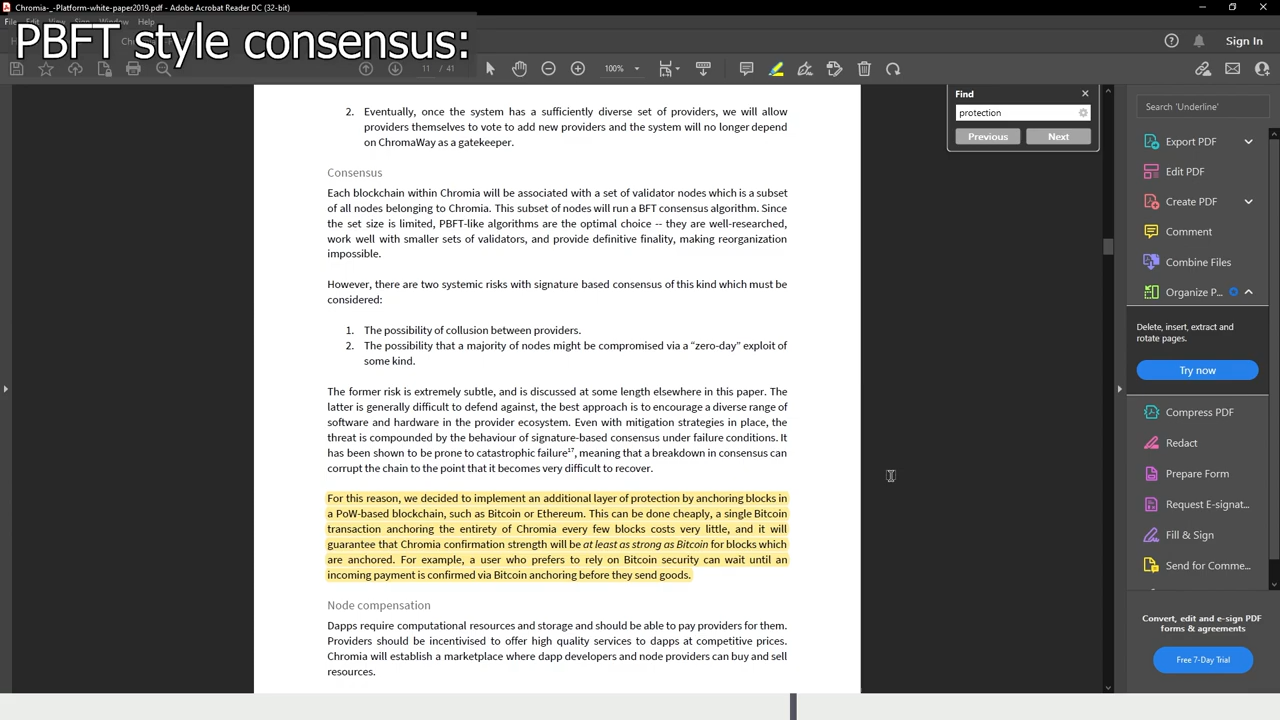 Chromia-_-Platform-white-paper2019.pdf - Adobe Acrobat Reader DC (32-bit)
PBFT style consensus:
Sign In
11 / 41
100%
Find
protection
Previous Next
Search 'Underline'
Export PDF
Edit PDF
Create PDF
Comment
Combine Files
Organize P...
Delete, insert, extract and
rotate pages.
Try now
Compress PDF
Redact
Prepare Form
Request E-signat...
Fill & Sign
Send for Comme...
Convert, edit and e-sign PDF
forms & agreements
Free 7-Day Trial
2. Eventually, once the system has a sufficiently diverse set of providers, we will allow
providers themselves to vote to add new providers and the system will no longer depend
on ChromaWay as a gatekeeper.
Consensus
Each blockchain within Chromia will be associated with a set of validator nodes which is a subset
of all nodes belonging to Chromia. This subset of nodes will run a BFT consensus algorithm. Since
the set size is limited, PBFT-like algorithms are the optimal choice -- they are well-researched,
work well with smaller sets of validators, and provide definitive finality, making reorganization
impossible.
However, there are two systemic risks with signature based consensus of this kind which must be
considered:
1. The possibility of collusion between providers.
2. The possibility that a majority of nodes might be compromised via a “zero-day” exploit of
some kind.
The former risk is extremely subtle, and is discussed at some length elsewhere in this paper. The
latter is generally difficult to defend against, the best approach is to encourage a diverse range of
software and hardware in the provider ecosystem. Even with mitigation strategies in place, the
threat is compounded by the behaviour of signature-based consensus under failure conditions. It
has been shown to be prone to catastrophic failure17, meaning that a breakdown in consensus can
corrupt the chain to the point that it becomes very difficult to recover.
For this reason, we decided to implement an additional layer of protection by anchoring blocks in
a PoW-based blockchain, such as Bitcoin or Ethereum. This can be done cheaply, a single Bitcoin
transaction anchoring the entirety of Chromia every few blocks costs very little, and it will
guarantee that Chromia confirmation strength will be at least as strong as Bitcoin for blocks which
are anchored. For example, a user who prefers to rely on Bitcoin security can wait until an
incoming payment is confirmed via Bitcoin anchoring before they send goods.
Node compensation
Dapps require computational resources and storage and should be able to pay providers for them.
Providers should be incentivised to offer high quality services to dapps at competitive prices.
Chromia will establish a marketplace where dapp developers and node providers can buy and sell
resources.